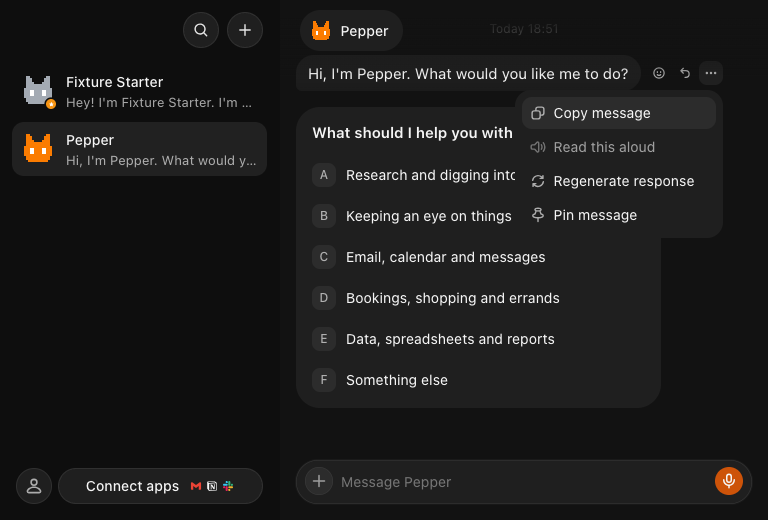 Fixture Starter
Hey! I'm Fixture Starter. I'm ...
Pepper
Hi, I'm Pepper. What would y...
Connect apps
Pepper
Today 18:51
Hi, I'm Pepper. What would you like me to do?
What should I help you with
A Research and digging into
B Keeping an eye on things
C Email, calendar and messages
D Bookings, shopping and errands
E Data, spreadsheets and reports
F Something else
Copy message
Read this aloud
Regenerate response
Pin message
Message Pepper